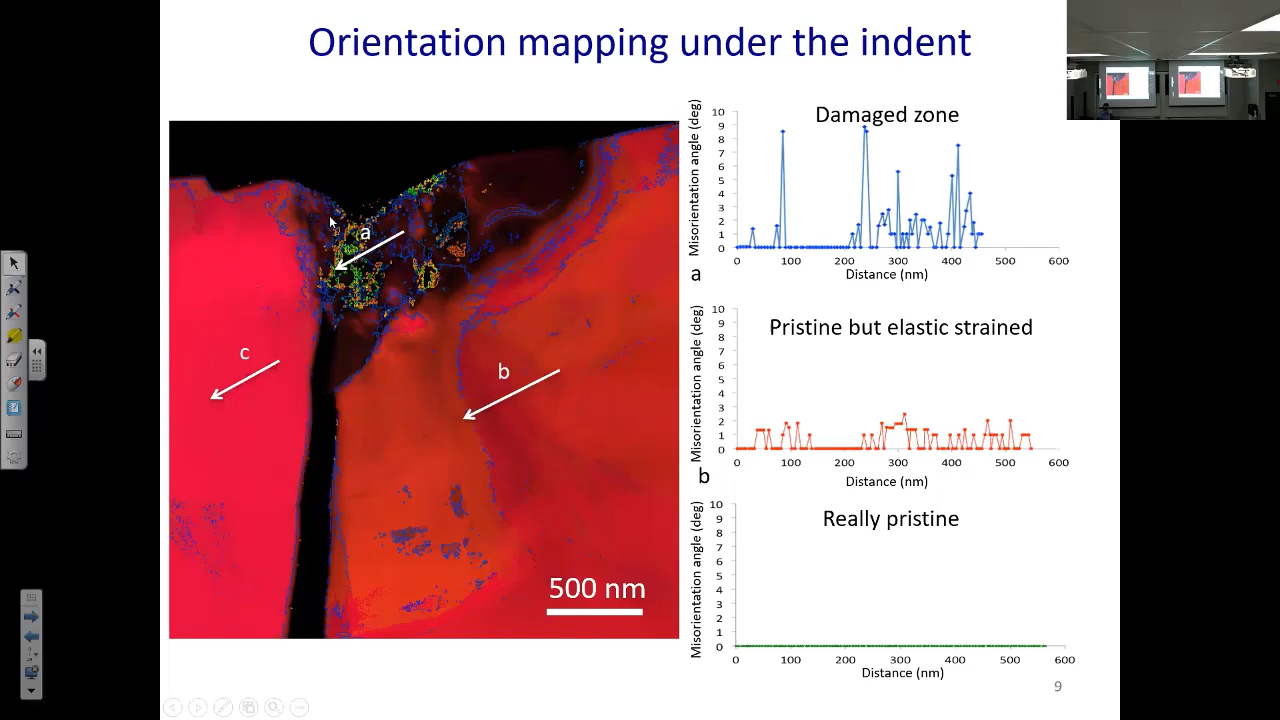 Orientation mapping under the indent
a
b
c
500 nm
Damaged zone
Misorientation angle (deg)
10
9
8
7
6
5
4
3
2
1
0
0 100 200 300 400 500 600
Distance (nm)
a
Pristine but elastic strained
Misorientation angle (deg)
10
9
8
7
6
5
4
3
2
1
0
0 100 200 300 400 500 600
Distance (nm)
b
Really pristine
Misorientation angle (deg)
10
9
8
7
6
5
4
3
2
1
0
0 100 200 300 400 500 600
Distance (nm)
9